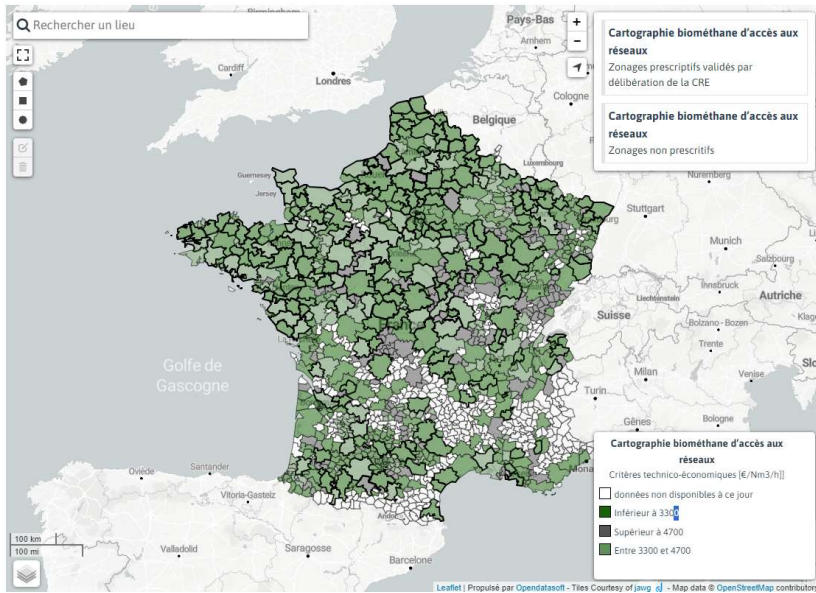 Rechercher un lieu
+
−
Cartographie biométhane d'accès aux
réseaux
Zonages prescriptifs validés par
délibération de la CRE
Cartographie biométhane d'accès aux
réseaux
Zonages non prescritifs
Birmingham
Pays-Bas
Arnhem
Cardiff
Londres
Cologne
Belgique
Luxembourg
Nuremberg
Guernesey
Jersey
Stuttgart
Munich
Salzbourg
Innsbruck
Liechtenstein
Autriche
Suisse
Bolzano - Bozen
Trente
Milan
Venise
Turin
Gênes
Bologne
Golfe de
Gascogne
Oviedo
Santander
Vitoria-Gasteiz
Valladolid
Saragosse
Barcelone
Cartographie biométhane d'accès aux
réseaux
Critères technico-économiques [€/Nm3/h)]
données non disponibles à ce jour
Inférieur à 3300
Supérieur à 4700
Entre 3300 et 4700
100 km
100 mi
Leaflet | Propulsé par Opendatasoft - Tiles Courtesy of jawg - Map data © OpenStreetMap contributors